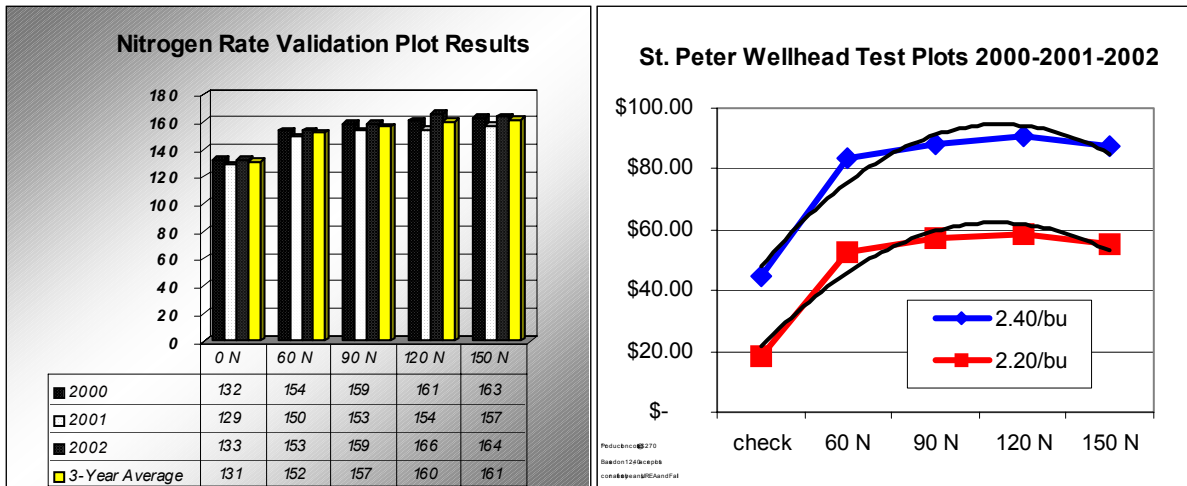 Nitrogen Rate Validation Plot Results
180
160
140
120
100
80
60
40
20
0
0 N 60 N 90 N 120 N 150 N
2000 132 154 159 161 163
2001 129 150 153 154 157
2002 133 153 159 166 164
3-Year Average 131 152 157 160 161
St. Peter Wellhead Test Plots 2000-2001-2002
$100.00
$80.00
$60.00
$40.00
$20.00
$-
check 60 N 90 N 120 N 150 N
2.40/bu
2.20/bu